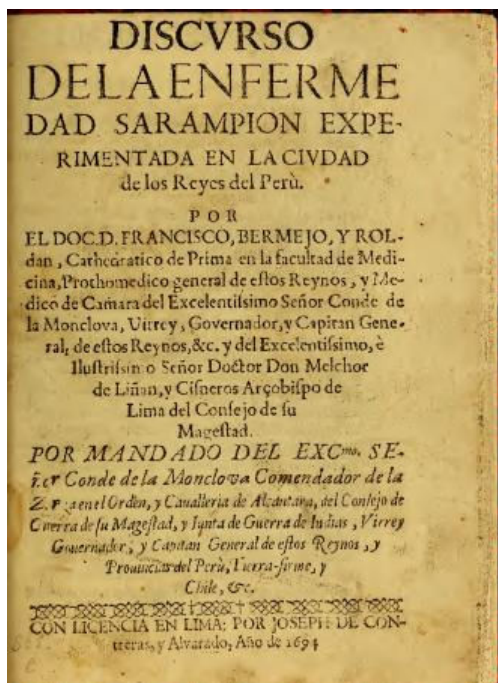 DISCVRSO
DE LA ENFERME
DAD SARAMPION EXPE-
RIMENTADA EN LA CIVDAD
de los Reyes del Perù.
POR
EL DOC. D. FRANCISCO, BERMEJO, Y ROL-
dan, Cathedratico de Prima en la facultad de Medi-
cina, Prothomedico general de eſtos Reynos, y Me-
dico de Camara del Excelentiſsimo Señor Conde de
la Monclova, Virrey, Governador, y Capitan Gene-
ral, de eſtos Reynos, &c. y del Excelentiſsimo, è
Iluſtriſsimo Señor Doctor Don Melchor
de Liñan, y Ciſneros Arçobiſpo de
Lima del Conſejo de ſu
Mageſtad.
POR MANDADO DEL EXCmo. SE-
ñor Conde de la Monclova Comendador de la
en el Orden, y Cavalleria de Alcantara, del Conſejo de
Guerra de ſu Mageſtad, y Iunta de Guerra de Indias, Virrey
Governador, y Capitan General de eſtos Reynos, y
Provincias del Perù, Tierra-firme, y
Chile, &c.
CON LICENCIA EN LIMA: POR JOSEPH DE CON-
treras, y Alvarado, Año de 1694